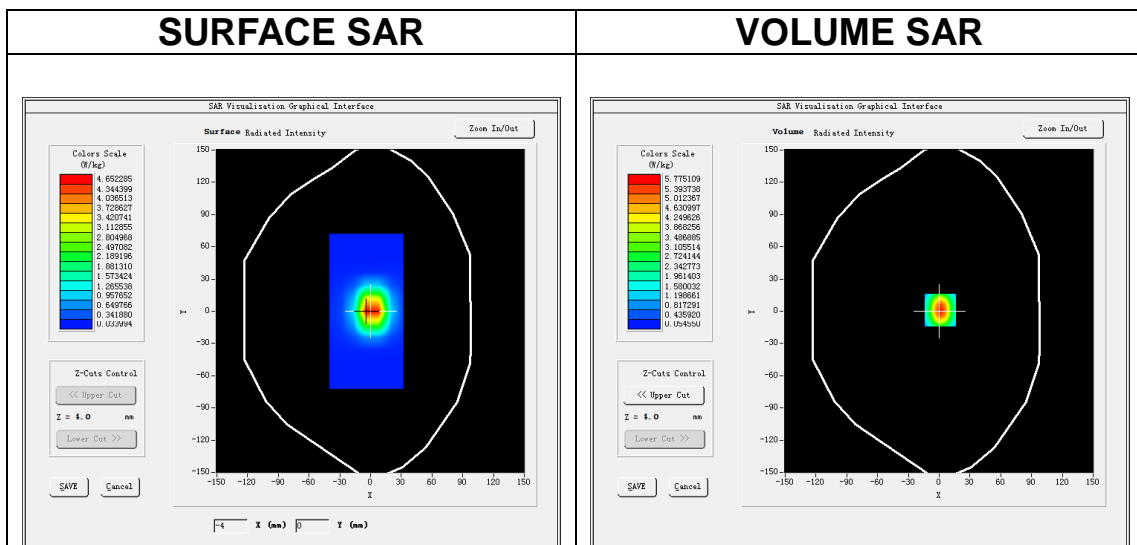 SURFACE SAR
VOLUME SAR
SAR Visualisation Graphical Interface
Surface Radiated Intensity
Zoom In/Out
Colors Scale
(W/kg)
4.652285
4.344399
4.036513
3.728627
3.420741
3.112855
2.804968
2.497082
2.189196
1.881310
1.573424
1.265538
0.957652
0.649766
0.341880
0.033994
150
120
90
60
30
0
-30
-60
-90
-120
-150
Y
-150 -120 -90 -60 -30 0 30 60 90 120 150
X
Z-Cuts Control
<< Upper Cut
Z = 4.0 mm
Lower Cut >>
SAVE
Cancel
-4 X (mm) 0 Y (mm)
SAR Visualisation Graphical Interface
Volume Radiated Intensity
Zoom In/Out
Colors Scale
(W/kg)
5.775109
5.393738
5.012367
4.630997
4.249626
3.868256
3.486885
3.105514
2.724144
2.342773
1.961403
1.580032
1.198661
0.817291
0.435920
0.054550
150
120
90
60
30
0
-30
-60
-90
-120
-150
Y
-150 -120 -90 -60 -30 0 30 60 90 120 150
X
Z-Cuts Control
<< Upper Cut
Z = 4.0 mm
Lower Cut >>
SAVE
Cancel